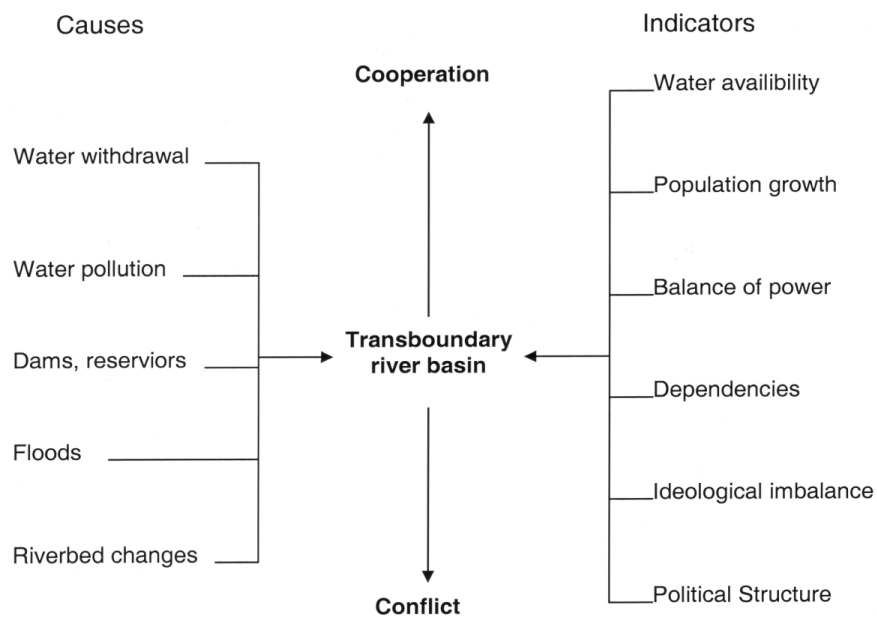 Causes
Indicators
Cooperation
Water availibility
Water withdrawal
Population growth
Water pollution
Balance of power
Transboundary
river basin
Dams, reserviors
Dependencies
Floods
Ideological imbalance
Riverbed changes
Political Structure
Conflict